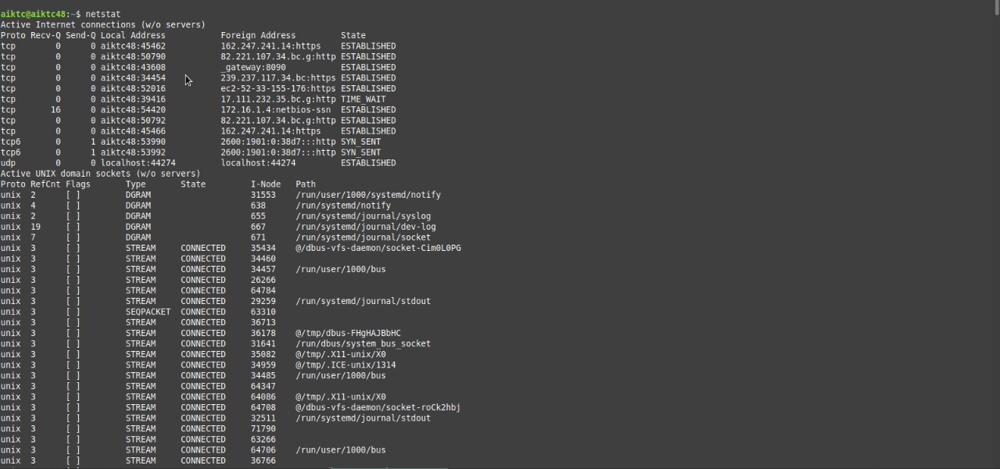 aiktc@aiktc48:~$ netstat
Active Internet connections (w/o servers)
Proto Recv-Q Send-Q Local Address           Foreign Address         State
tcp        0      0 aiktc48:45462           162.247.241.14:https    ESTABLISHED
tcp        0      0 aiktc48:50790           82.221.107.34.bc.g:http ESTABLISHED
tcp        0      0 aiktc48:43608           _gateway:8090           ESTABLISHED
tcp        0      0 aiktc48:34454           239.237.117.34.bc:https ESTABLISHED
tcp        0      0 aiktc48:52016           ec2-52-33-155-176:https ESTABLISHED
tcp        0      0 aiktc48:39416           17.111.232.35.bc.g:http TIME_WAIT
tcp       16      0 aiktc48:54420           172.16.1.4:netbios-ssn  ESTABLISHED
tcp        0      0 aiktc48:50792           82.221.107.34.bc.g:http ESTABLISHED
tcp        0      0 aiktc48:45466           162.247.241.14:https    ESTABLISHED
tcp6       0      1 aiktc48:53990           2600:1901:0:38d7:::http SYN_SENT
tcp6       0      1 aiktc48:53992           2600:1901:0:38d7:::http SYN_SENT
udp        0      0 localhost:44274         localhost:44274         ESTABLISHED
Active UNIX domain sockets (w/o servers)
Proto RefCnt Flags       Type       State         I-Node   Path
unix  2      [ ]         DGRAM                    31553    /run/user/1000/systemd/notify
unix  4      [ ]         DGRAM                    638      /run/systemd/notify
unix  2      [ ]         DGRAM                    655      /run/systemd/journal/syslog
unix  19     [ ]         DGRAM                    667      /run/systemd/journal/dev-log
unix  7      [ ]         DGRAM                    671      /run/systemd/journal/socket
unix  3      [ ]         STREAM     CONNECTED     35434    @/dbus-vfs-daemon/socket-Cim0L0PG
unix  3      [ ]         STREAM     CONNECTED     34460
unix  3      [ ]         STREAM     CONNECTED     34457    /run/user/1000/bus
unix  3      [ ]         STREAM     CONNECTED     26266
unix  3      [ ]         STREAM     CONNECTED     64784
unix  3      [ ]         STREAM     CONNECTED     29259    /run/systemd/journal/stdout
unix  3      [ ]         SEQPACKET  CONNECTED     63310
unix  3      [ ]         STREAM     CONNECTED     36713
unix  3      [ ]         STREAM     CONNECTED     36178    @/tmp/dbus-FHgHAJBbHC
unix  3      [ ]         STREAM     CONNECTED     31641    /run/dbus/system_bus_socket
unix  3      [ ]         STREAM     CONNECTED     35082    @/tmp/.X11-unix/X0
unix  3      [ ]         STREAM     CONNECTED     34959    @/tmp/.ICE-unix/1314
unix  3      [ ]         STREAM     CONNECTED     34485    /run/user/1000/bus
unix  3      [ ]         STREAM     CONNECTED     64347
unix  3      [ ]         STREAM     CONNECTED     64086    @/tmp/.X11-unix/X0
unix  3      [ ]         STREAM     CONNECTED     64708    @/dbus-vfs-daemon/socket-roCk2hbj
unix  3      [ ]         STREAM     CONNECTED     32511    /run/systemd/journal/stdout
unix  3      [ ]         STREAM     CONNECTED     71790
unix  3      [ ]         STREAM     CONNECTED     63266
unix  3      [ ]         STREAM     CONNECTED     64706    /run/user/1000/bus
unix  3      [ ]         STREAM     CONNECTED     36766